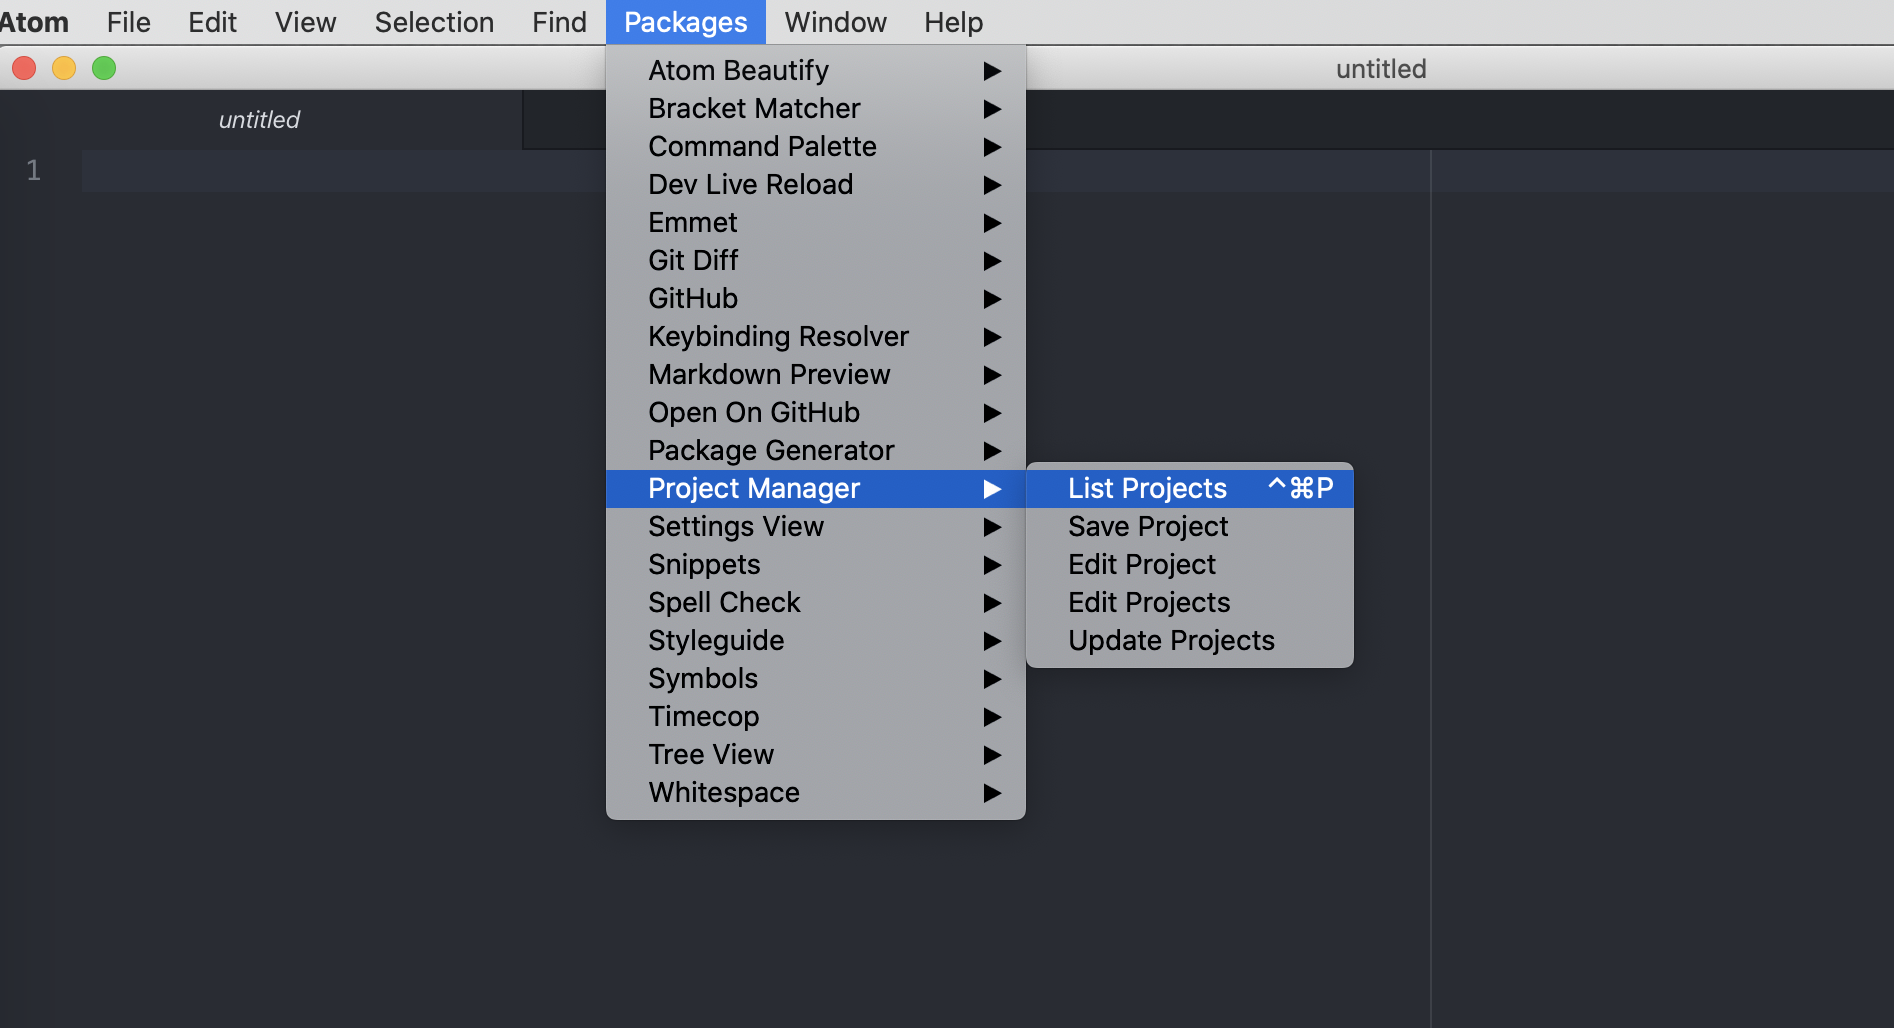 Atom File Edit View Selection Find Packages Window Help
untitled
untitled
1
Atom Beautify
Bracket Matcher
Command Palette
Dev Live Reload
Emmet
Git Diff
GitHub
Keybinding Resolver
Markdown Preview
Open On GitHub
Package Generator
Project Manager
Settings View
Snippets
Spell Check
Styleguide
Symbols
Timecop
Tree View
Whitespace
List Projects ^⌘P
Save Project
Edit Project
Edit Projects
Update Projects